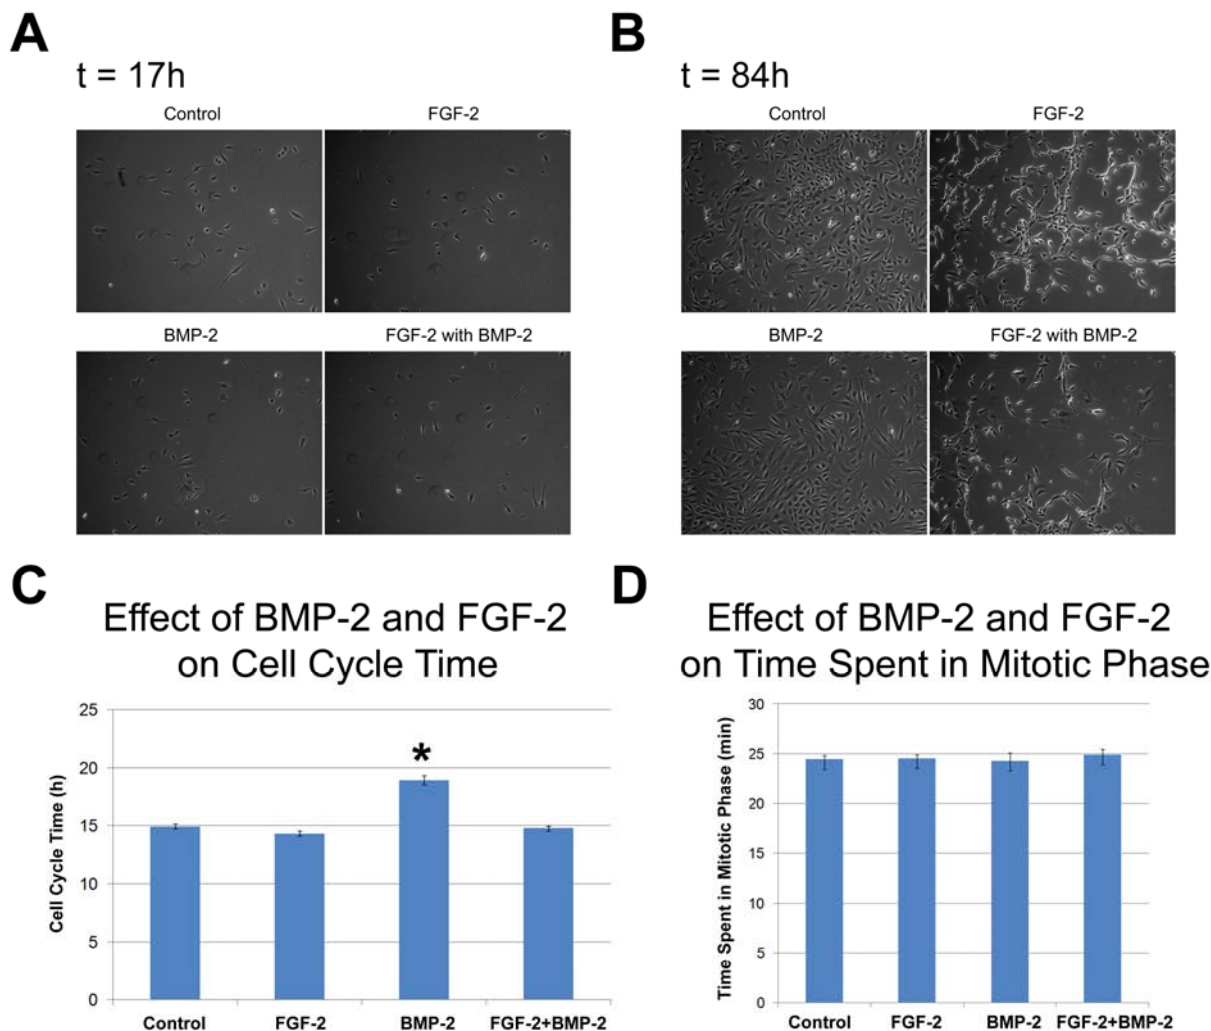 A
t = 17h
Control
FGF-2
BMP-2
FGF-2 with BMP-2
B
t = 84h
Control
FGF-2
BMP-2
FGF-2 with BMP-2
C
Effect of BMP-2 and FGF-2
on Cell Cycle Time
Cell Cycle Time (h)
25
20
15
10
5
0
*
Control
FGF-2
BMP-2
FGF-2+BMP-2
D
Effect of BMP-2 and FGF-2
on Time Spent in Mitotic Phase
Time Spent in Mitotic Phase (min)
30
25
20
15
10
5
0
Control
FGF-2
BMP-2
FGF-2+BMP-2